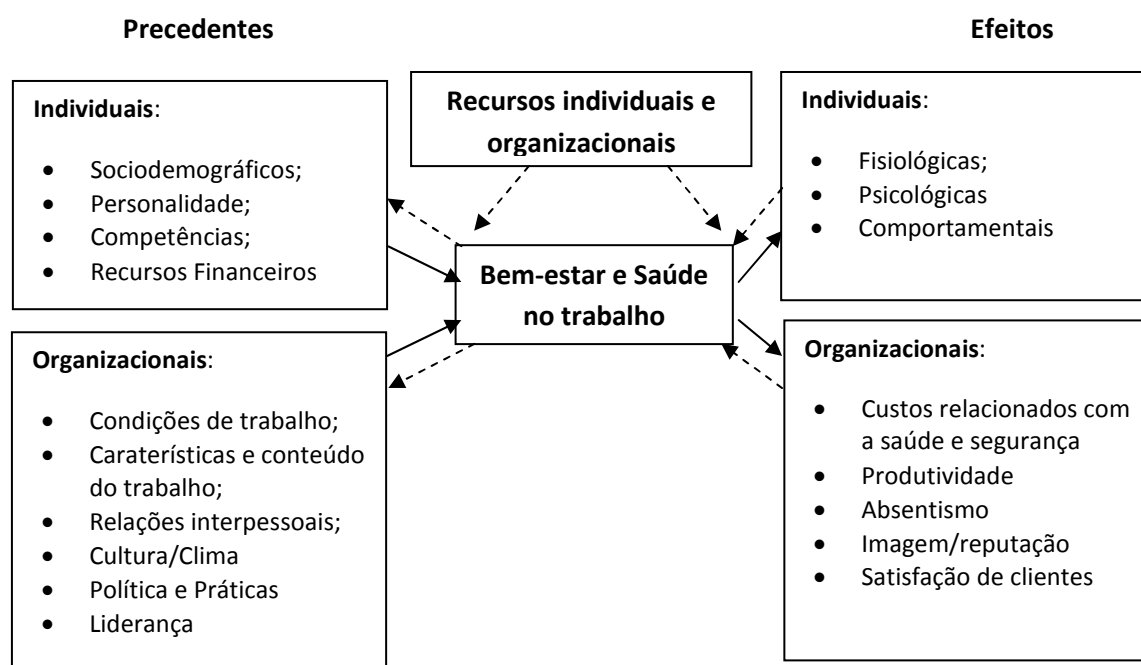 Precedentes
Efeitos
Individuais:
• Sociodemográficos;
• Personalidade;
• Competências;
• Recursos Financeiros
Recursos individuais e
organizacionais
Individuais:
• Fisiológicas;
• Psicológicas
• Comportamentais
Bem-estar e Saúde
no trabalho
Organizacionais:
• Condições de trabalho;
• Caraterísticas e conteúdo
do trabalho;
• Relações interpessoais;
• Cultura/Clima
• Política e Práticas
• Liderança
Organizacionais:
• Custos relacionados com
a saúde e segurança
• Produtividade
• Absentismo
• Imagem/reputação
• Satisfação de clientes